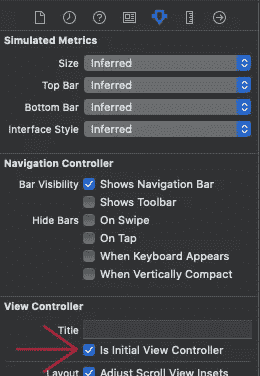 Simulated Metrics
Size Inferred
Top Bar Inferred
Bottom Bar Inferred
Interface Style Inferred
Navigation Controller
Bar Visibility Shows Navigation Bar
Shows Toolbar
Hide Bars On Swipe
On Tap
When Keyboard Appears
When Vertically Compact
View Controller
Title
Is Initial View Controller
Layout Adjust Scroll View Insets